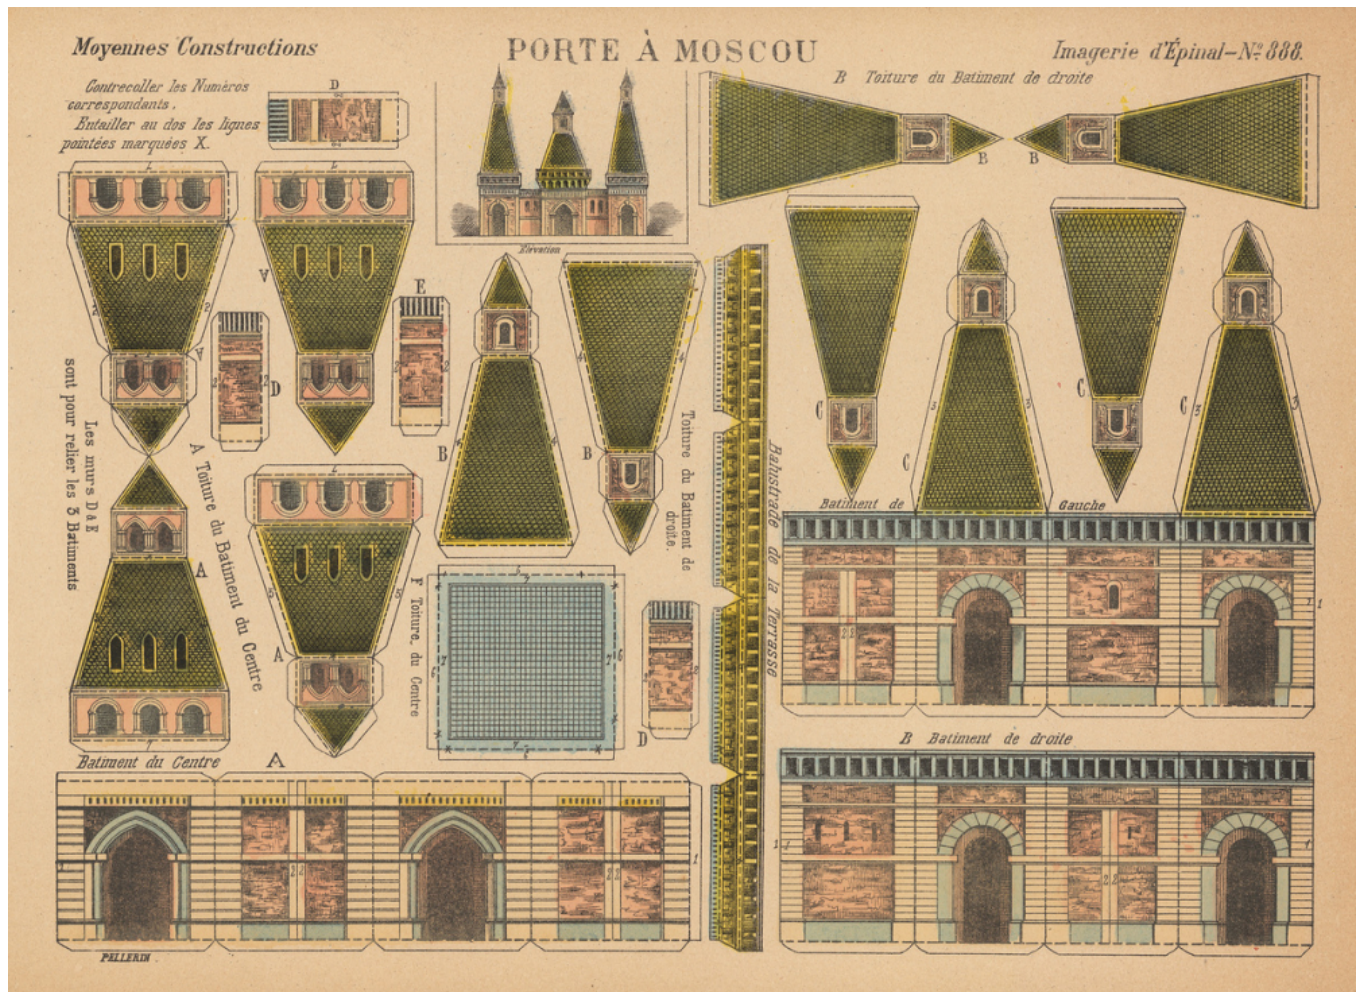 Moyennes Constructions
PORTE À MOSCOU
Imagerie d'Épinal-Nº 888.
Contrecoller les Numéros
correspondants.
Entailler au dos les lignes
pointées marquées X.
D
B Toiture du Batiment de droite
B
B
Élévation
A
A
E
D
Les murs D à E
sont pour relier les 3 Batiments
A Toiture du Batiment du Centre
A
A
B
B
Toiture du Batiment de
droite.
Balustrade de la Terrasse
C
C
C
C
Batiment de Gauche
F Toiture du Centre
D
Batiment du Centre
A
B Batiment de droite
PELLERIN